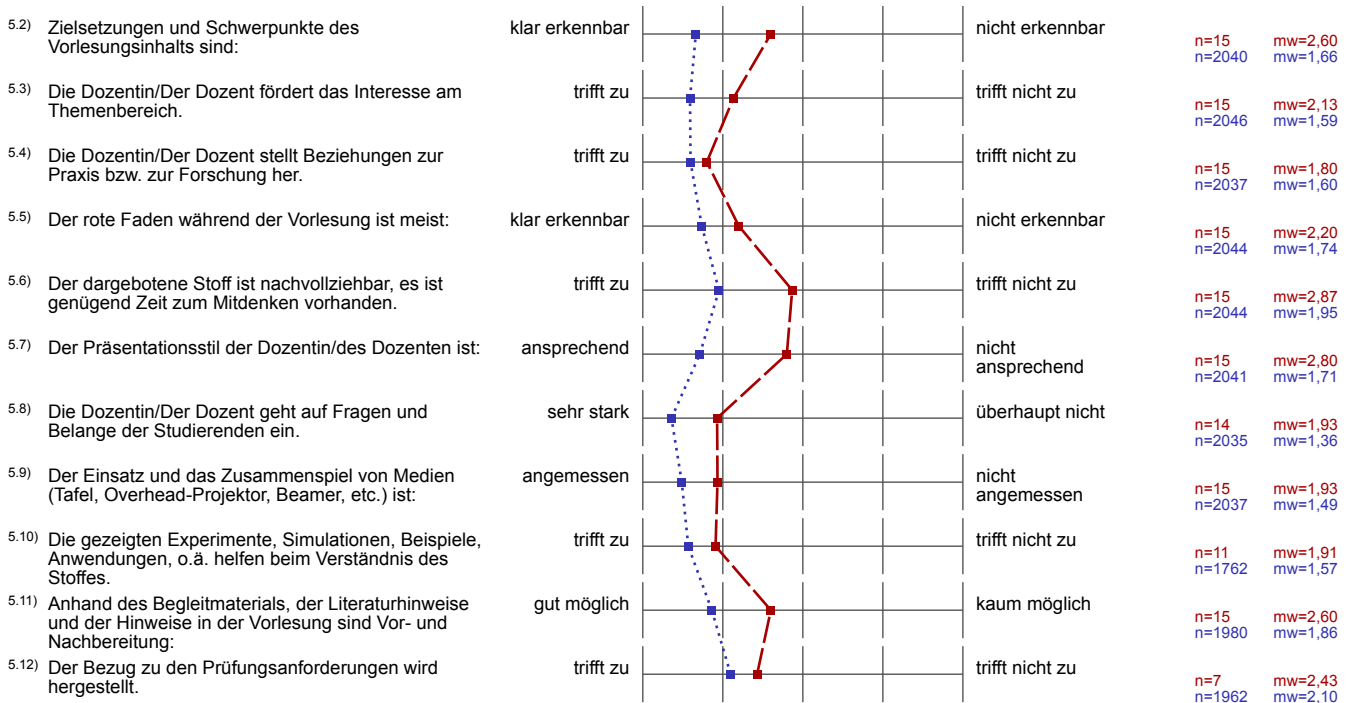 5.2) Zielsetzungen und Schwerpunkte des
Vorlesungsinhalts sind:
klar erkennbar
nicht erkennbar
n=15 mw=2,60
n=2040 mw=1,66
5.3) Die Dozentin/Der Dozent fördert das Interesse am
Themenbereich.
trifft zu
trifft nicht zu
n=15 mw=2,13
n=2046 mw=1,59
5.4) Die Dozentin/Der Dozent stellt Beziehungen zur
Praxis bzw. zur Forschung her.
trifft zu
trifft nicht zu
n=15 mw=1,80
n=2037 mw=1,60
5.5) Der rote Faden während der Vorlesung ist meist:
klar erkennbar
nicht erkennbar
n=15 mw=2,20
n=2044 mw=1,74
5.6) Der dargebotene Stoff ist nachvollziehbar, es ist
genügend Zeit zum Mitdenken vorhanden.
trifft zu
trifft nicht zu
n=15 mw=2,87
n=2044 mw=1,95
5.7) Der Präsentationsstil der Dozentin/des Dozenten ist:
ansprechend
nicht
ansprechend
n=15 mw=2,80
n=2041 mw=1,71
5.8) Die Dozentin/Der Dozent geht auf Fragen und
Belange der Studierenden ein.
sehr stark
überhaupt nicht
n=14 mw=1,93
n=2035 mw=1,36
5.9) Der Einsatz und das Zusammenspiel von Medien
(Tafel, Overhead-Projektor, Beamer, etc.) ist:
angemessen
nicht
angemessen
n=15 mw=1,93
n=2037 mw=1,49
5.10) Die gezeigten Experimente, Simulationen, Beispiele,
Anwendungen, o.ä. helfen beim Verständnis des
Stoffes.
trifft zu
trifft nicht zu
n=11 mw=1,91
n=1762 mw=1,57
5.11) Anhand des Begleitmaterials, der Literaturhinweise
und der Hinweise in der Vorlesung sind Vor- und
Nachbereitung:
gut möglich
kaum möglich
n=15 mw=2,60
n=1980 mw=1,86
5.12) Der Bezug zu den Prüfungsanforderungen wird
hergestellt.
trifft zu
trifft nicht zu
n=7 mw=2,43
n=1962 mw=2,10